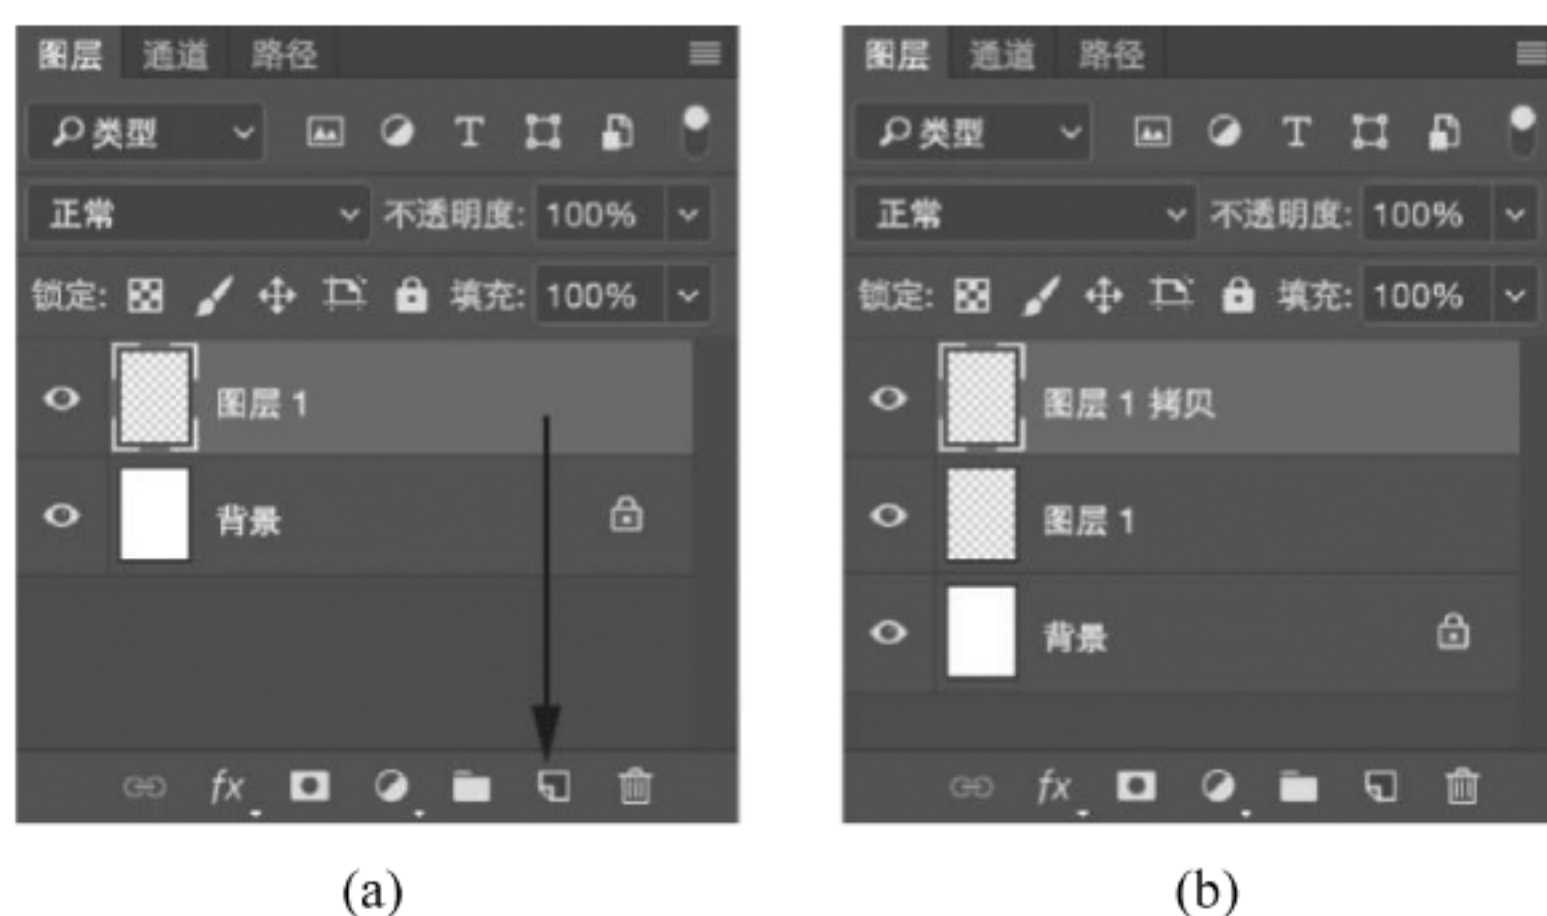 图层 通道 路径
类型 T
正常 不透明度: 100%
锁定: 填充: 100%
图层 1
背景
fx
(a)
图层 通道 路径
类型 T
正常 不透明度: 100%
锁定: 填充: 100%
图层 1 拷贝
图层 1
背景
fx
(b)